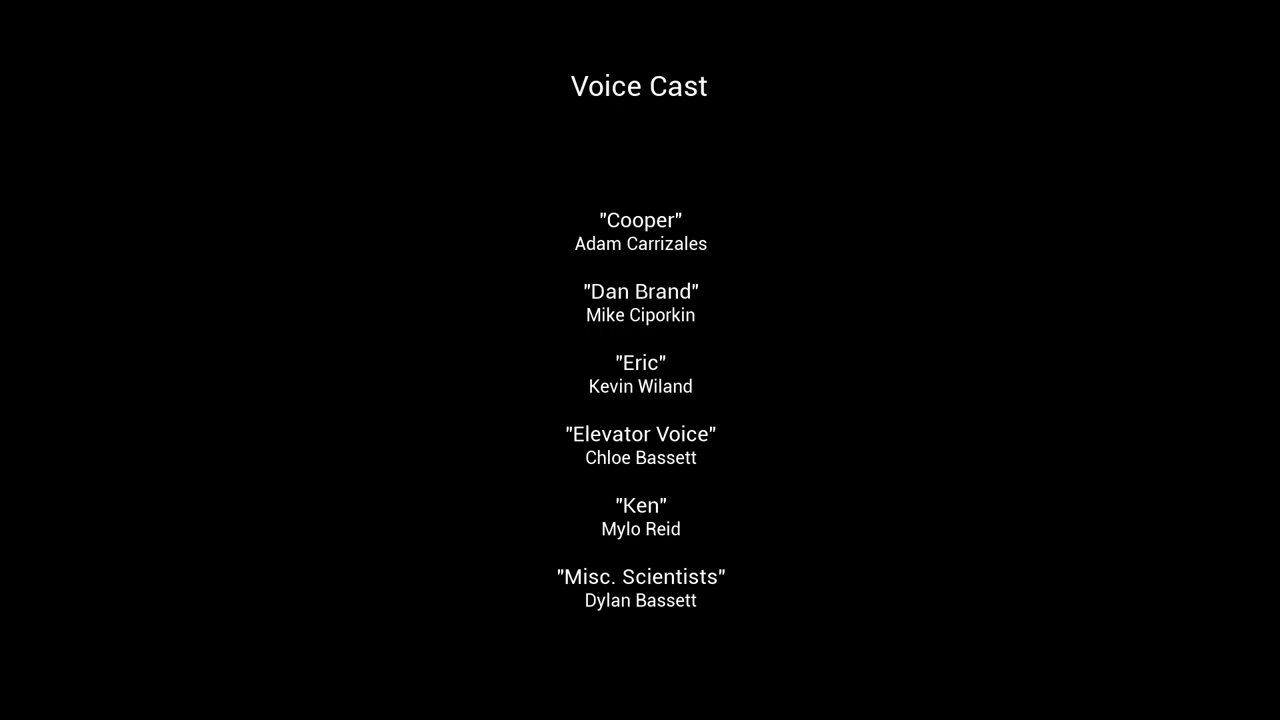 Voice Cast
"Cooper"
Adam Carrizales
"Dan Brand"
Mike Ciporkin
"Eric"
Kevin Wiland
"Elevator Voice"
Chloe Bassett
"Ken"
Mylo Reid
"Misc. Scientists"
Dylan Bassett